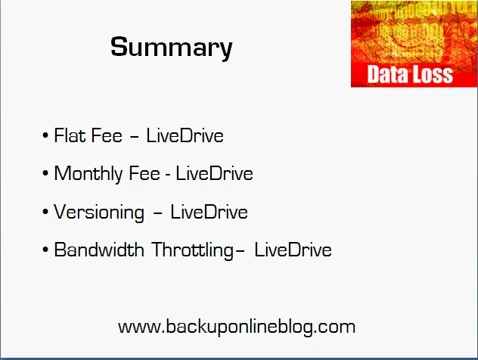 Summary
Data Loss
• Flat Fee – LiveDrive
• Monthly Fee - LiveDrive
• Versioning – LiveDrive
• Bandwidth Throttling– LiveDrive
www.backuponlineblog.com